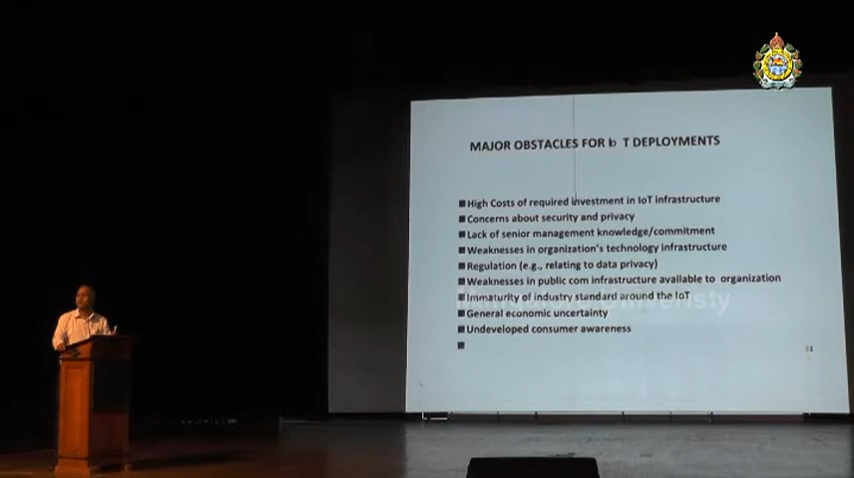 MAJOR OBSTACLES FOR Io T DEPLOYMENTS
High Costs of required investment in IoT infrastructure
Concerns about security and privacy
Lack of senior management knowledge/commitment
Weaknesses in organization's technology infrastructure
Regulation (e.g., relating to data privacy)
Weaknesses in public com infrastructure available to organization
Immaturity of industry standard around the IoT
General economic uncertainty
Undeveloped consumer awareness